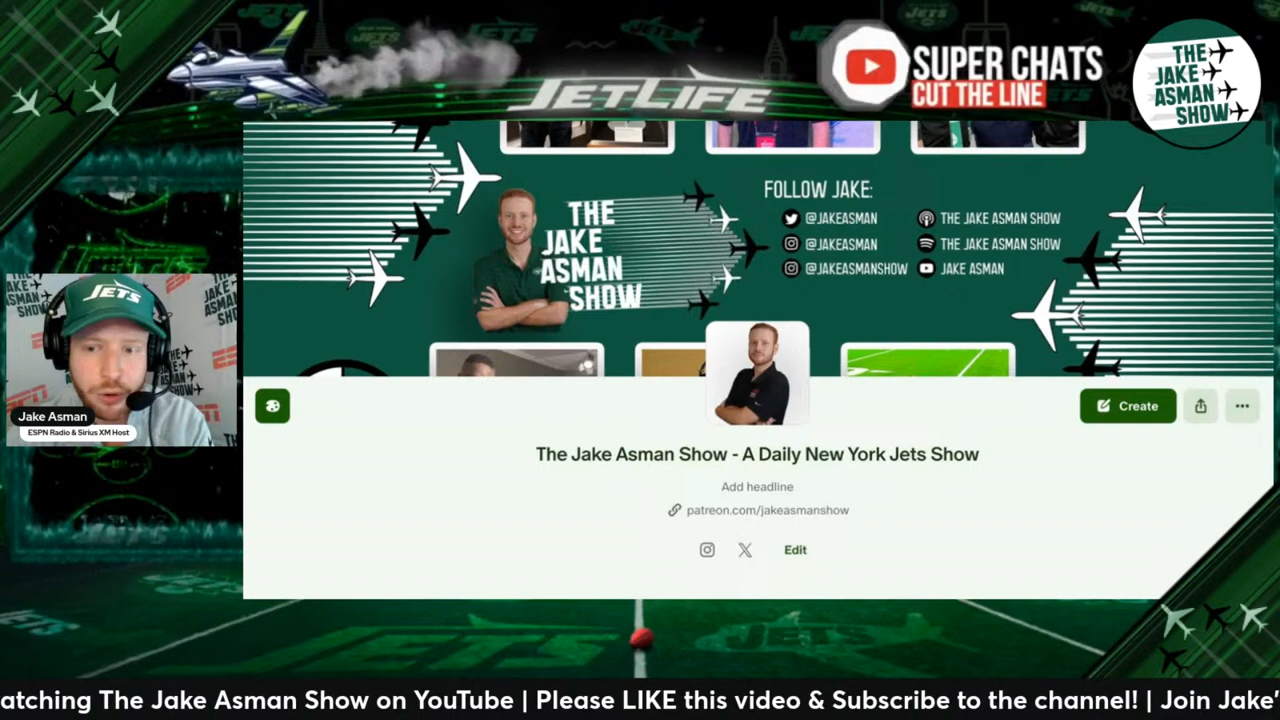 JETLIFE
SUPER CHATS
CUT THE LINE
THE
JAKE
ASMAN
SHOW
FOLLOW JAKE:
@JAKEASMAN
THE JAKE ASMAN SHOW
@JAKEASMAN
THE JAKE ASMAN SHOW
@JAKEASMANSHOW
JAKE ASMAN
THE
JAKE
ASMAN
SHOW
JETS
Jake Asman
ESPN Radio & Sirius XM Host
Create
The Jake Asman Show - A Daily New York Jets Show
Add headline
patreon.com/jakeasmanshow
Edit
JETS
atching The Jake Asman Show on YouTube | Please LIKE this video & Subscribe to the channel! | Join Jake'